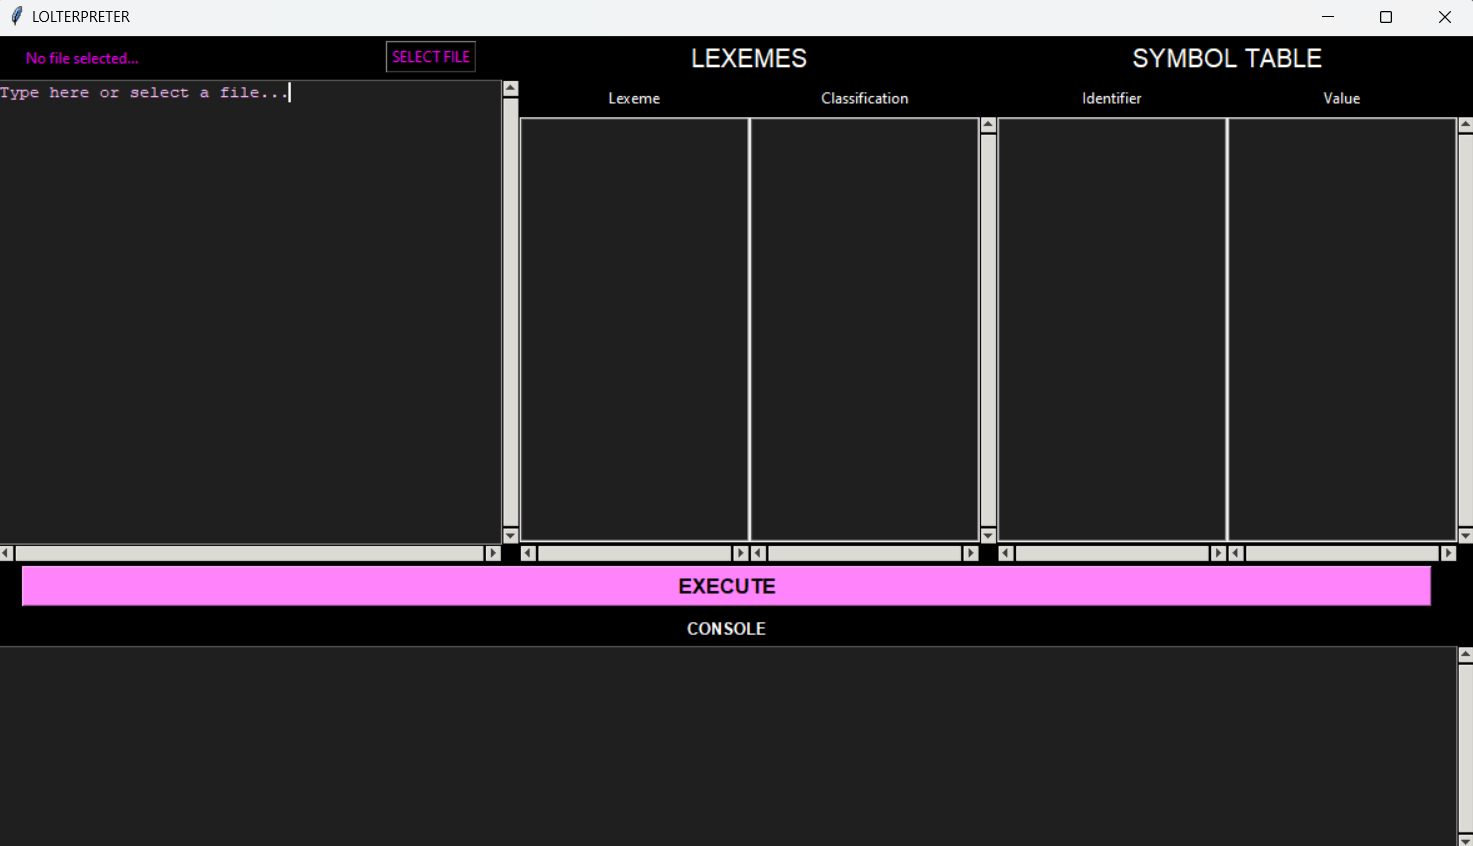 LOLTERPRETER
No file selected...
SELECT FILE
LEXEMES
SYMBOL TABLE
Type here or select a file...
Lexeme
Classification
Identifier
Value
EXECUTE
CONSOLE